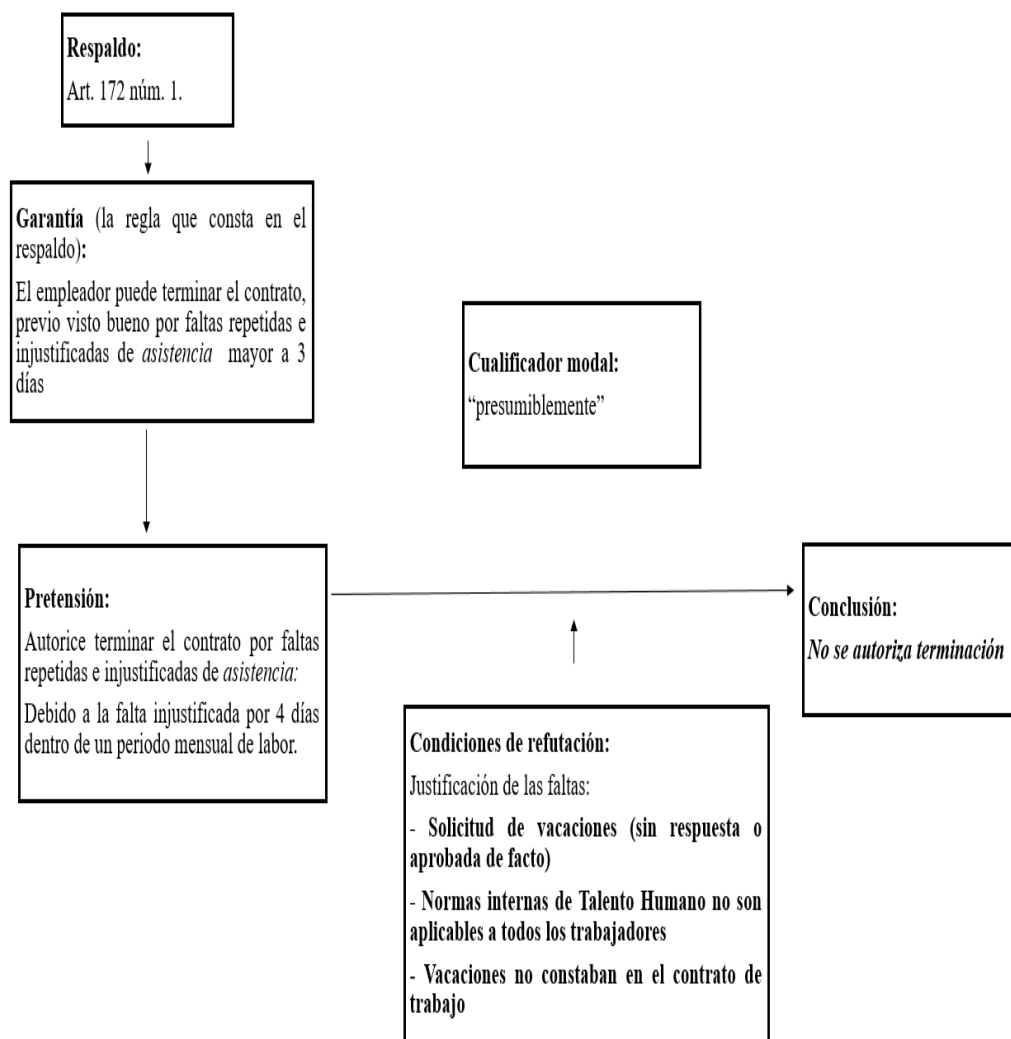 Respaldo:
Art. 172 núm. 1.
Garantía (la regla que consta en el
respaldo):
El empleador puede terminar el contrato,
previo visto bueno por faltas repetidas e
injustificadas de asistencia mayor a 3
días
Cualificador modal:
“presumiblemente”
Pretensión:
Autorice terminar el contrato por faltas
repetidas e injustificadas de asistencia:
Debido a la falta injustificada por 4 días
dentro de un periodo mensual de labor.
Conclusión:
No se autoriza terminación
Condiciones de refutación:
Justificación de las faltas:
- Solicitud de vacaciones (sin respuesta o
aprobada de facto)
- Normas internas de Talento Humano no son
aplicables a todos los trabajadores
- Vacaciones no constaban en el contrato de
trabajo